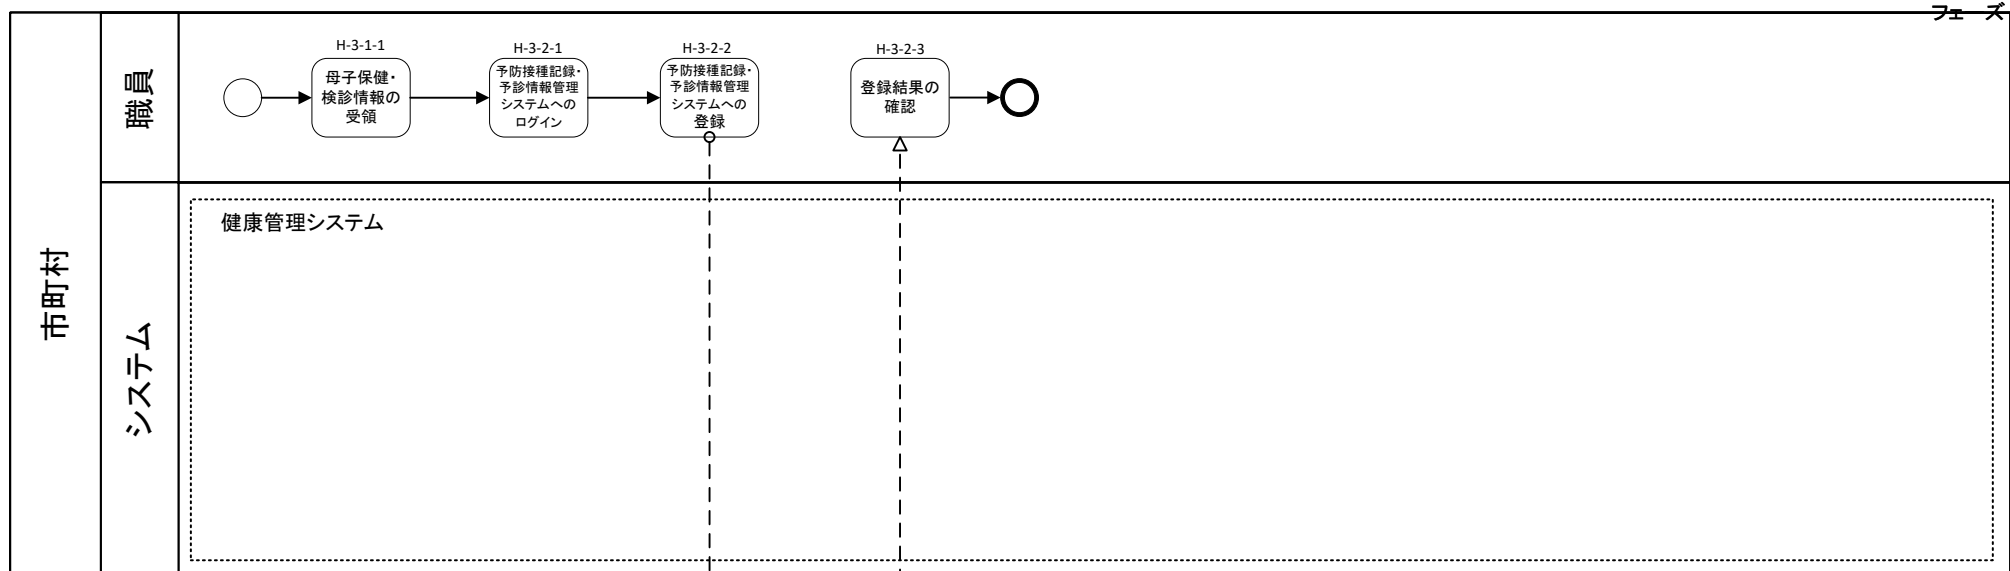 フェーズ
H-3-1-1
母子保健・
検診情報の
受領
H-3-2-1
予防接種記録・
予診情報管理
システムへの
ログイン
H-3-2-2
予防接種記録・
予診情報管理
システムへの
登録
H-3-2-3
登録結果の
確認
職員
市町村
システム
健康管理システム